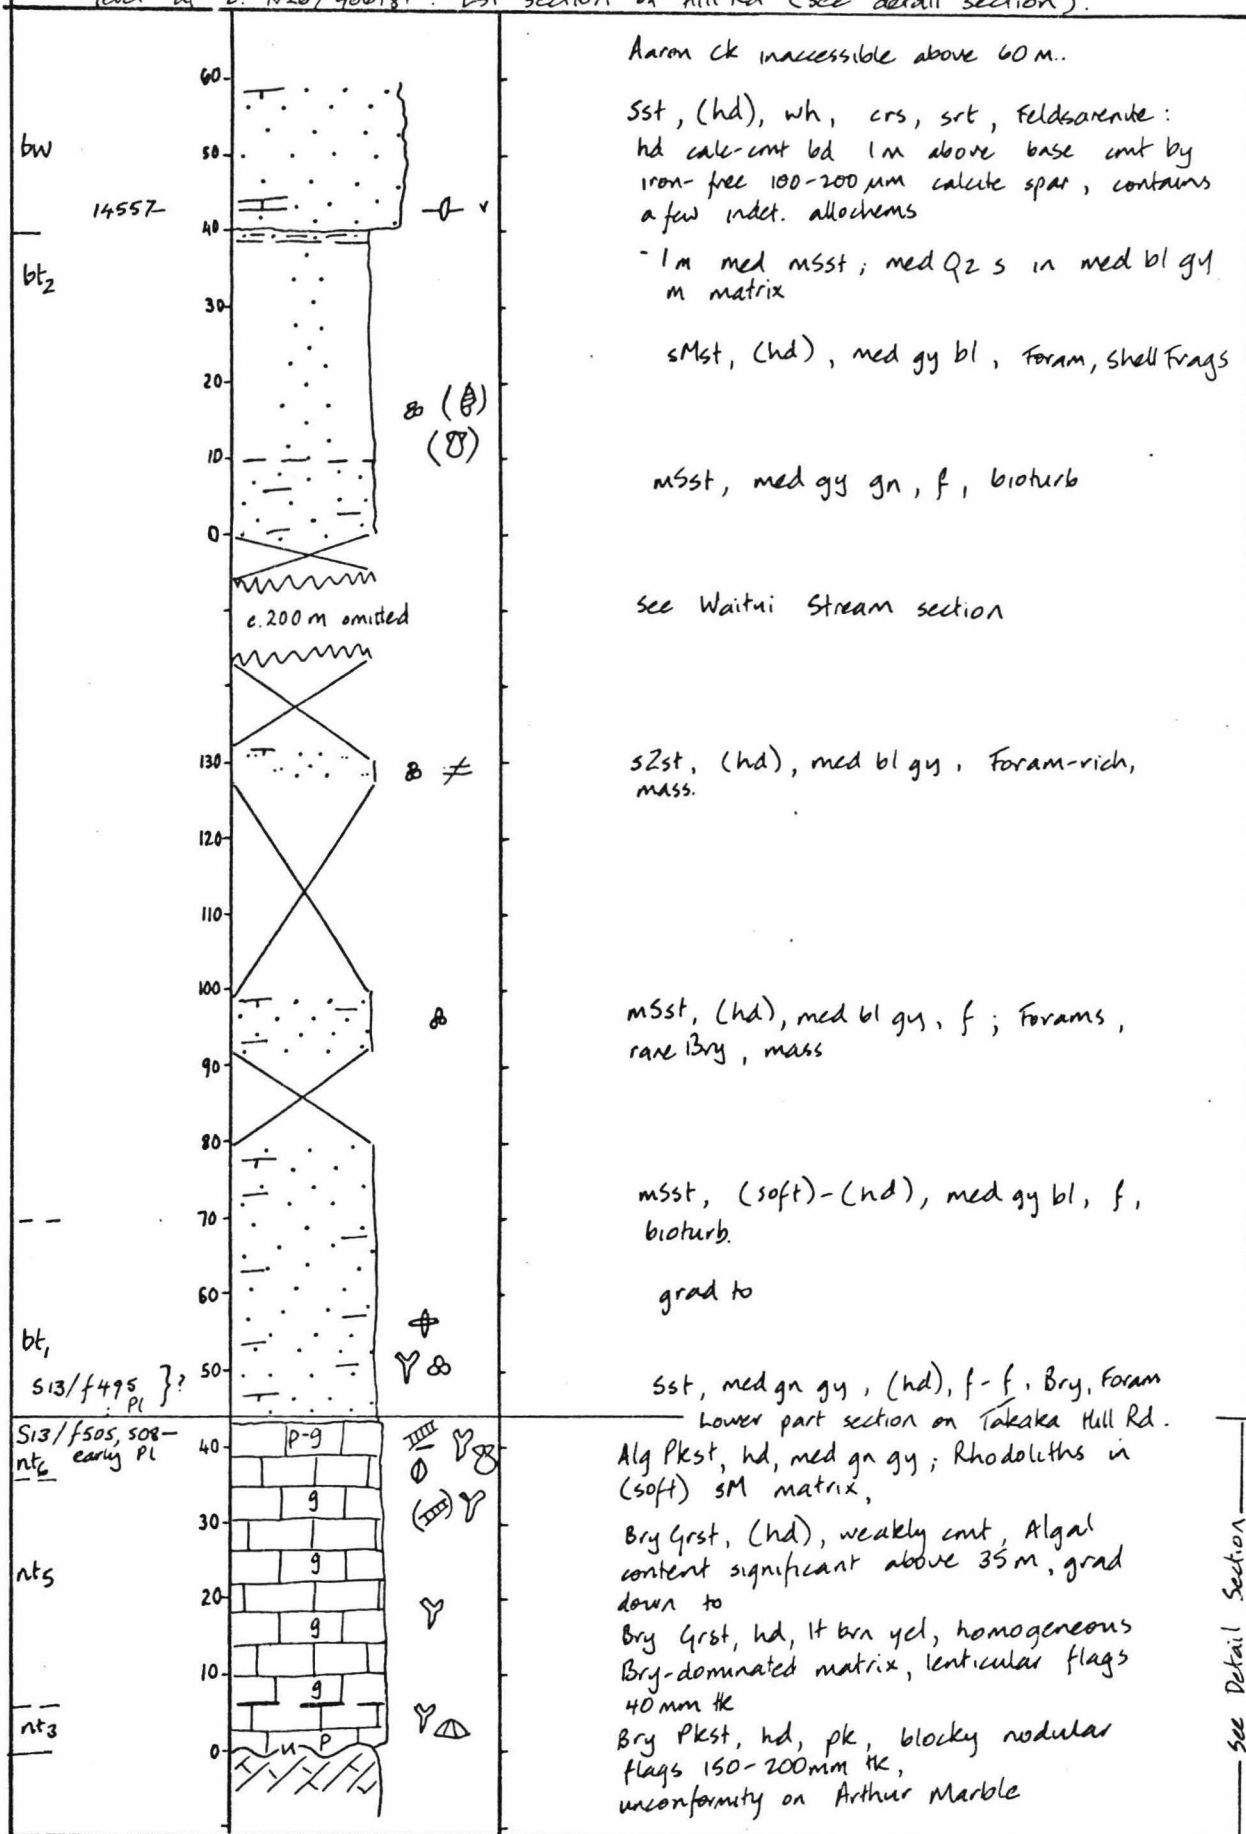 section on Hill Rd (see detail section).
Aaron Ck inaccessible above 60 m..
60
Sst, (hd), wh, crs, srt, Feldsarenite:
bw
50
hd calc-cmt bd 1m above base cmt by
iron-free 100-200 µm calcite spar, contains
14557
a few indet. allochems
40
bt₂
- 1m med mSst; med Qz s in med bl gy
m matrix
30
sMst, (hd), med gy bl, Foram, Shell Frags
20
10
mSst, med gy gn, f, bioturb
0
c.200 m omitted
see Waitui Stream section
130
sZst, (hd), med bl gy, Foram-rich,
mass.
120
110
100
mSst, (hd), med bl gy, f; Forams,
rare Bry, mass
90
80
mSst, (soft)-(hd), med gy bl, f,
bioturb.
70
grad to
60
bt₁
50
S13/f495 }?
Pl
Sst, med gn gy, (hd), f-f, Bry, Foram
Lower part section on Takaka Hill Rd.
S13/f505, 508-
early Pl
nt₆
40
p-g
Alg Pkst, hd, med gn gy; Rhodoliths in
(soft) sM matrix,
g
30
Bry Grst, (hd), weakly cmt, Algal
content significant above 35 m, grad
down to
nt₅
g
20
g
Bry Grst, hd, lt brn yel, homogeneous
Bry-dominated matrix, lenticular flags
40 mm tk
10
g
nt₃
0
u
p
Bry Pkst, hd, pk, blocky nodular
flags 150-200mm tk,
unconformity on Arthur Marble
See Detail Section